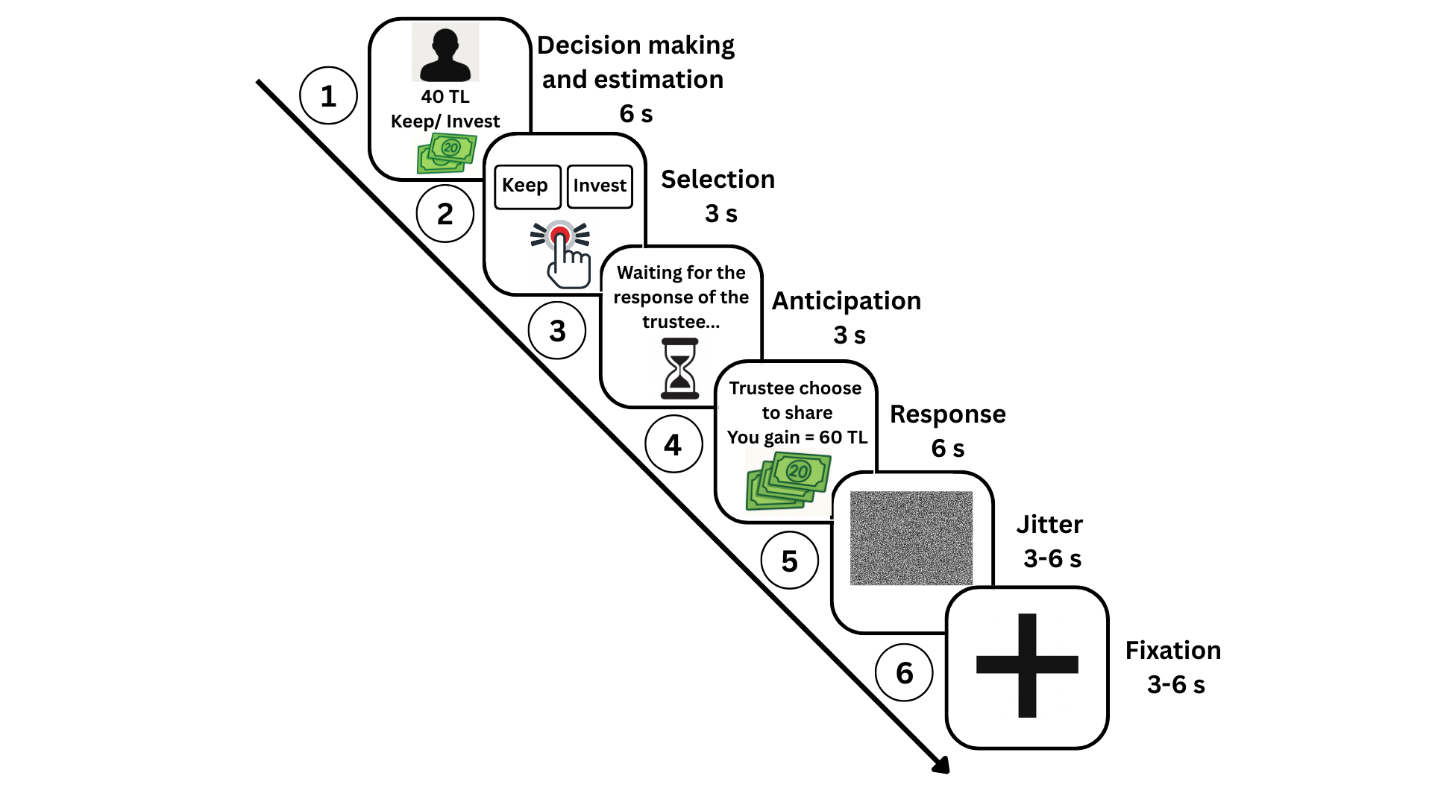 1
40 TL
Keep/ Invest
20
Decision making
and estimation
6 s
2
Keep Invest
Selection
3 s
3
Waiting for the
response of the
trustee...
Anticipation
3 s
4
Trustee choose
to share
You gain = 60 TL
20
Response
6 s
5
Jitter
3-6 s
6
Fixation
3-6 s